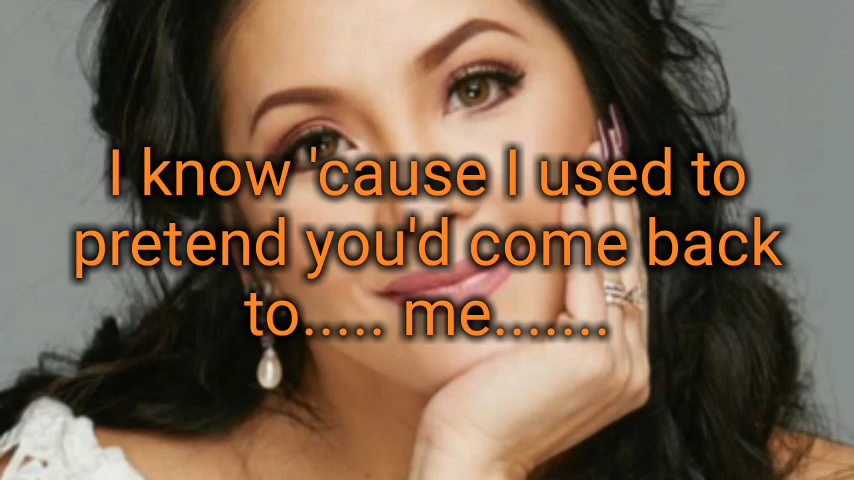 I know 'cause I used to
pretend you'd come back
to..... me.......